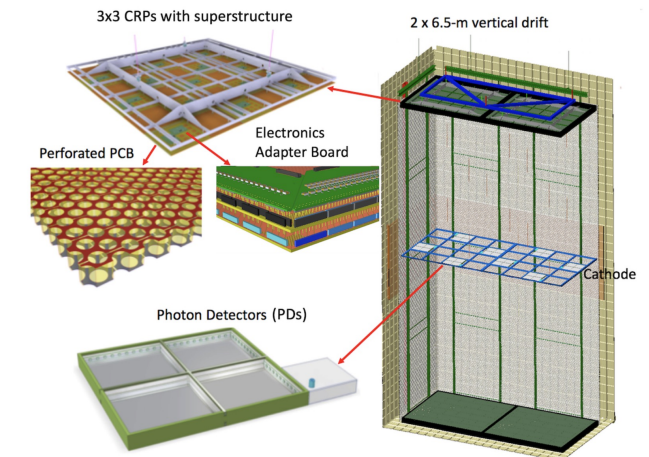 3x3 CRPs with superstructure
2 x 6.5-m vertical drift
Electronics
Adapter Board
Perforated PCB
Cathode
Photon Detectors (PDs)